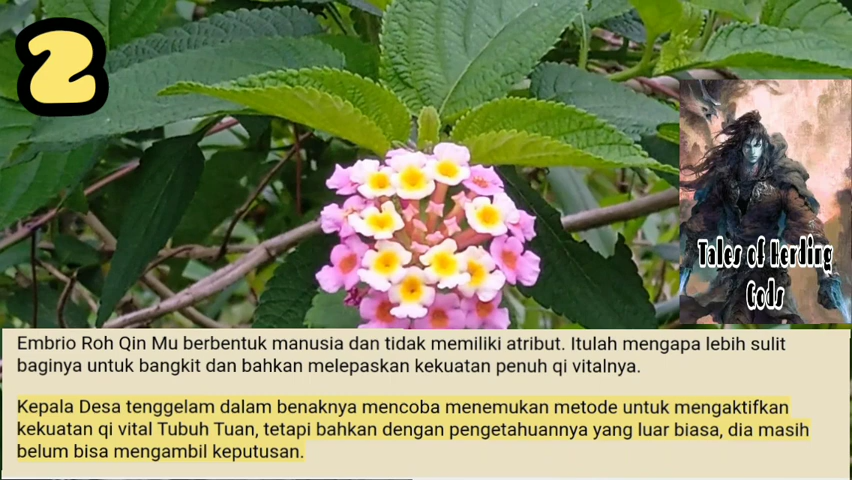 2
Tales of Herding
Gods
Embrio Roh Qin Mu berbentuk manusia dan tidak memiliki atribut. Itulah mengapa lebih sulit
baginya untuk bangkit dan bahkan melepaskan kekuatan penuh qi vitalnya.
Kepala Desa tenggelam dalam benaknya mencoba menemukan metode untuk mengaktifkan
kekuatan qi vital Tubuh Tuan, tetapi bahkan dengan pengetahuannya yang luar biasa, dia masih
belum bisa mengambil keputusan.